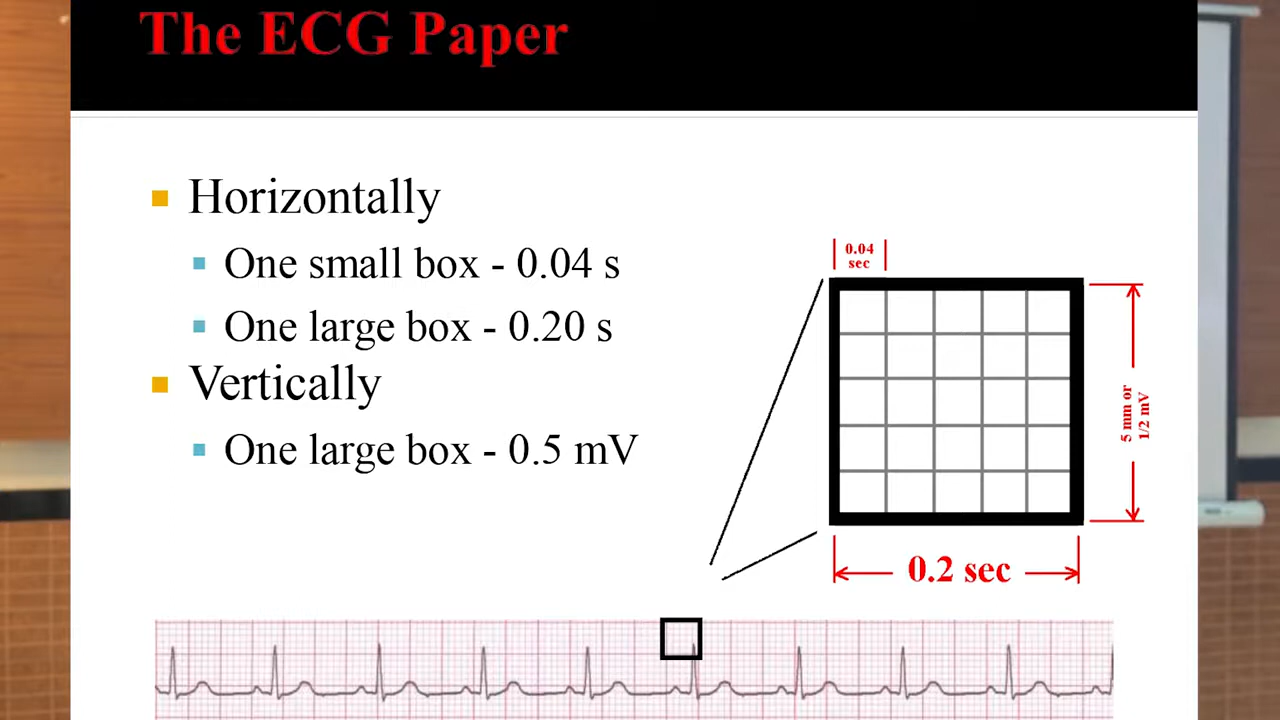 The ECG Paper
Horizontally
One small box - 0.04 s
One large box - 0.20 s
Vertically
One large box - 0.5 mV
0.04
sec
5 mm or
1/2 mV
0.2 sec